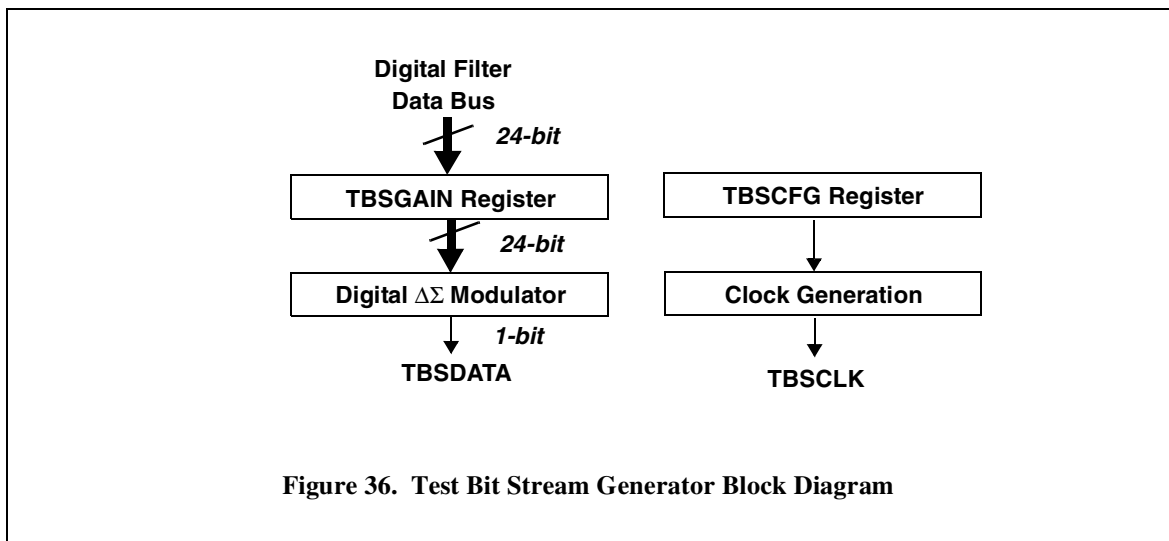 Digital Filter
Data Bus
24-bit
TBSGAIN Register
24-bit
Digital ΔΣ Modulator
1-bit
TBSDATA
TBSCFG Register
Clock Generation
TBSCLK
Figure 36. Test Bit Stream Generator Block Diagram